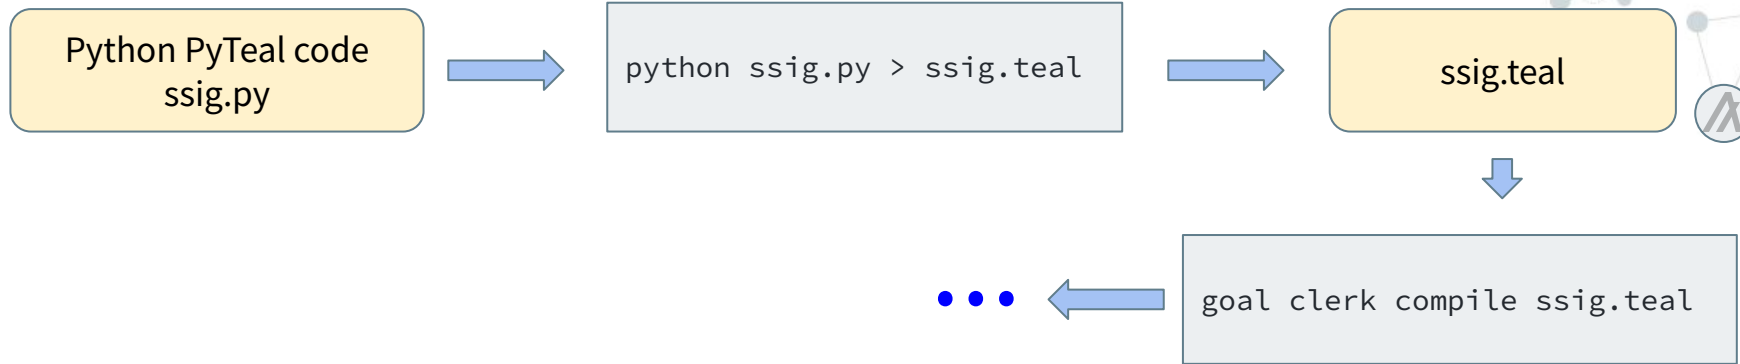 Python PyTeal code
ssig.py
python ssig.py > ssig.teal
ssig.teal
goal clerk compile ssig.teal